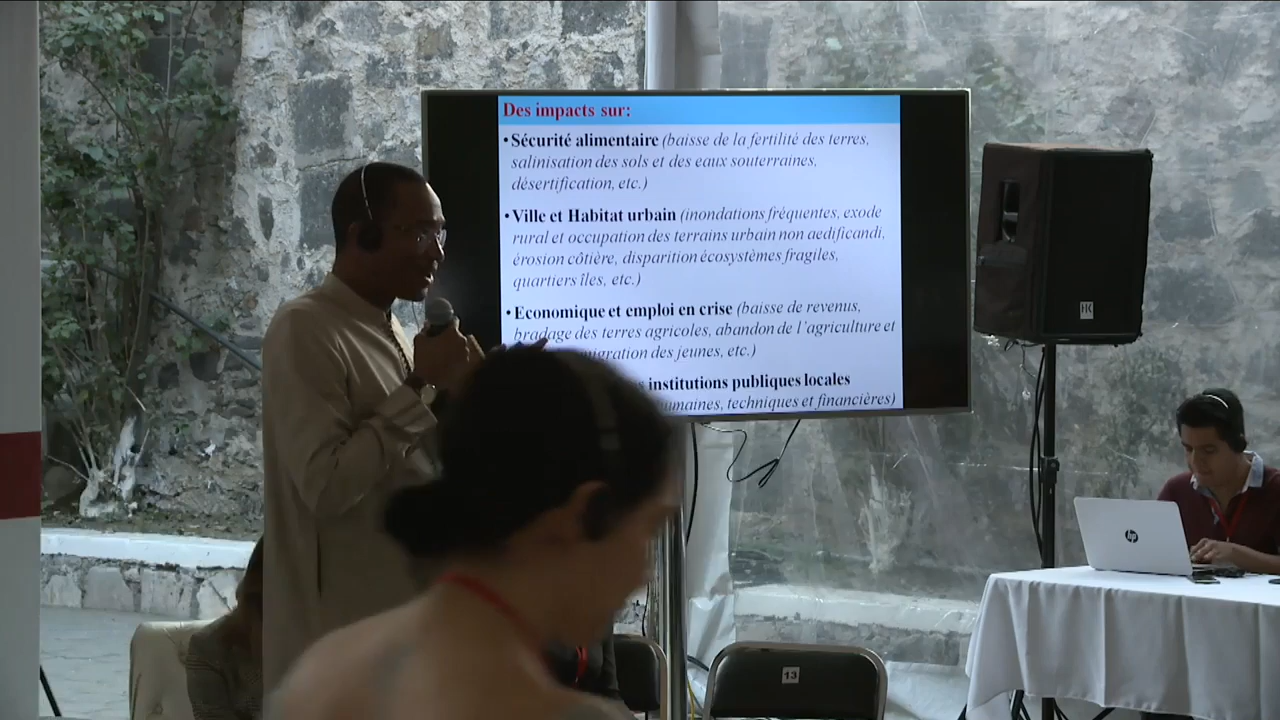 Des impacts sur:
• Sécurité alimentaire (baisse de la fertilité des terres,
salinisation des sols et des eaux souterraines,
désertification, etc.)
• Ville et Habitat urbain (inondations fréquentes, exode
rural et occupation des terrains urbain non aedificandi,
érosion côtière, disparition écosystèmes fragiles,
quartiers îles, etc.)
• Economique et emploi en crise (baisse de revenus,
bradage des terres agricoles, abandon de l'agriculture et
des jeunes, etc.)
institutions publiques locales
techniques et financières)
HK
hp
13